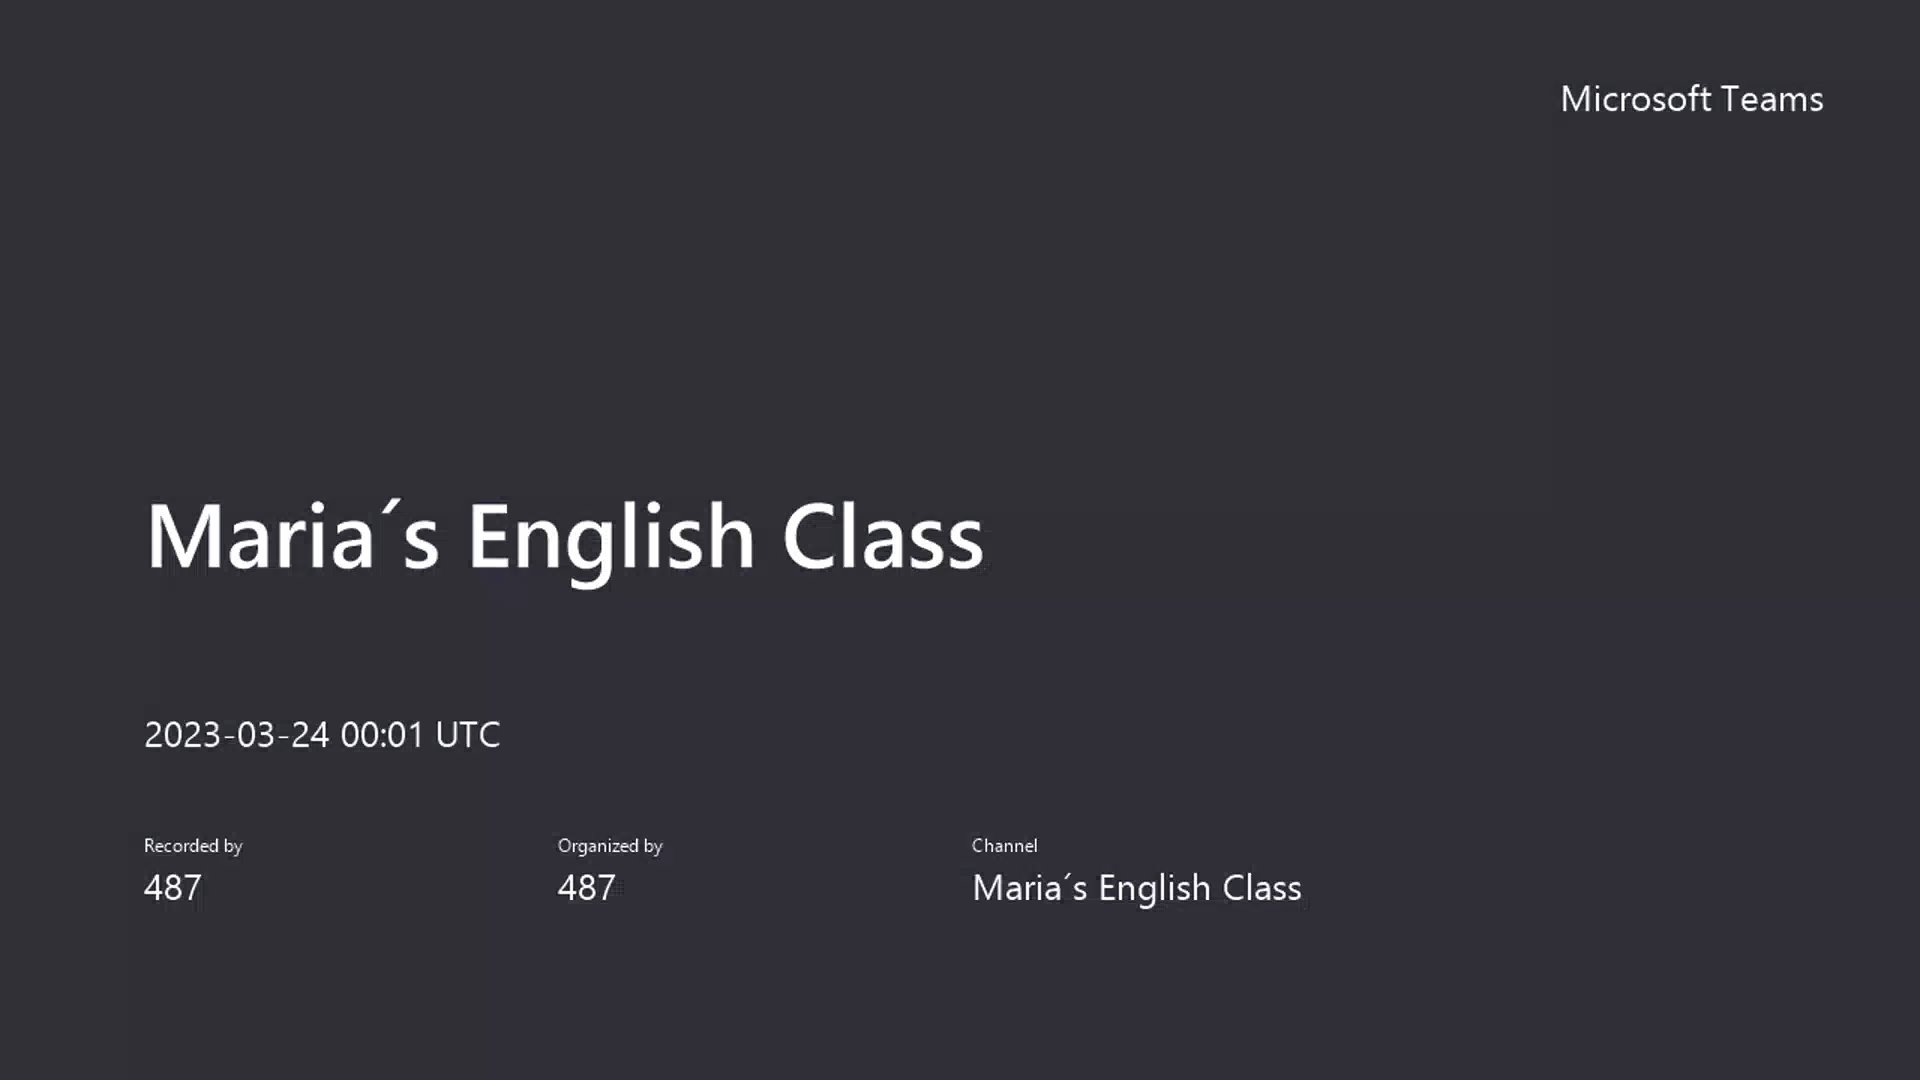 Microsoft Teams
Maria´s English Class
2023-03-24 00:01 UTC
Recorded by
487
Organized by
487
Channel
Maria´s English Class